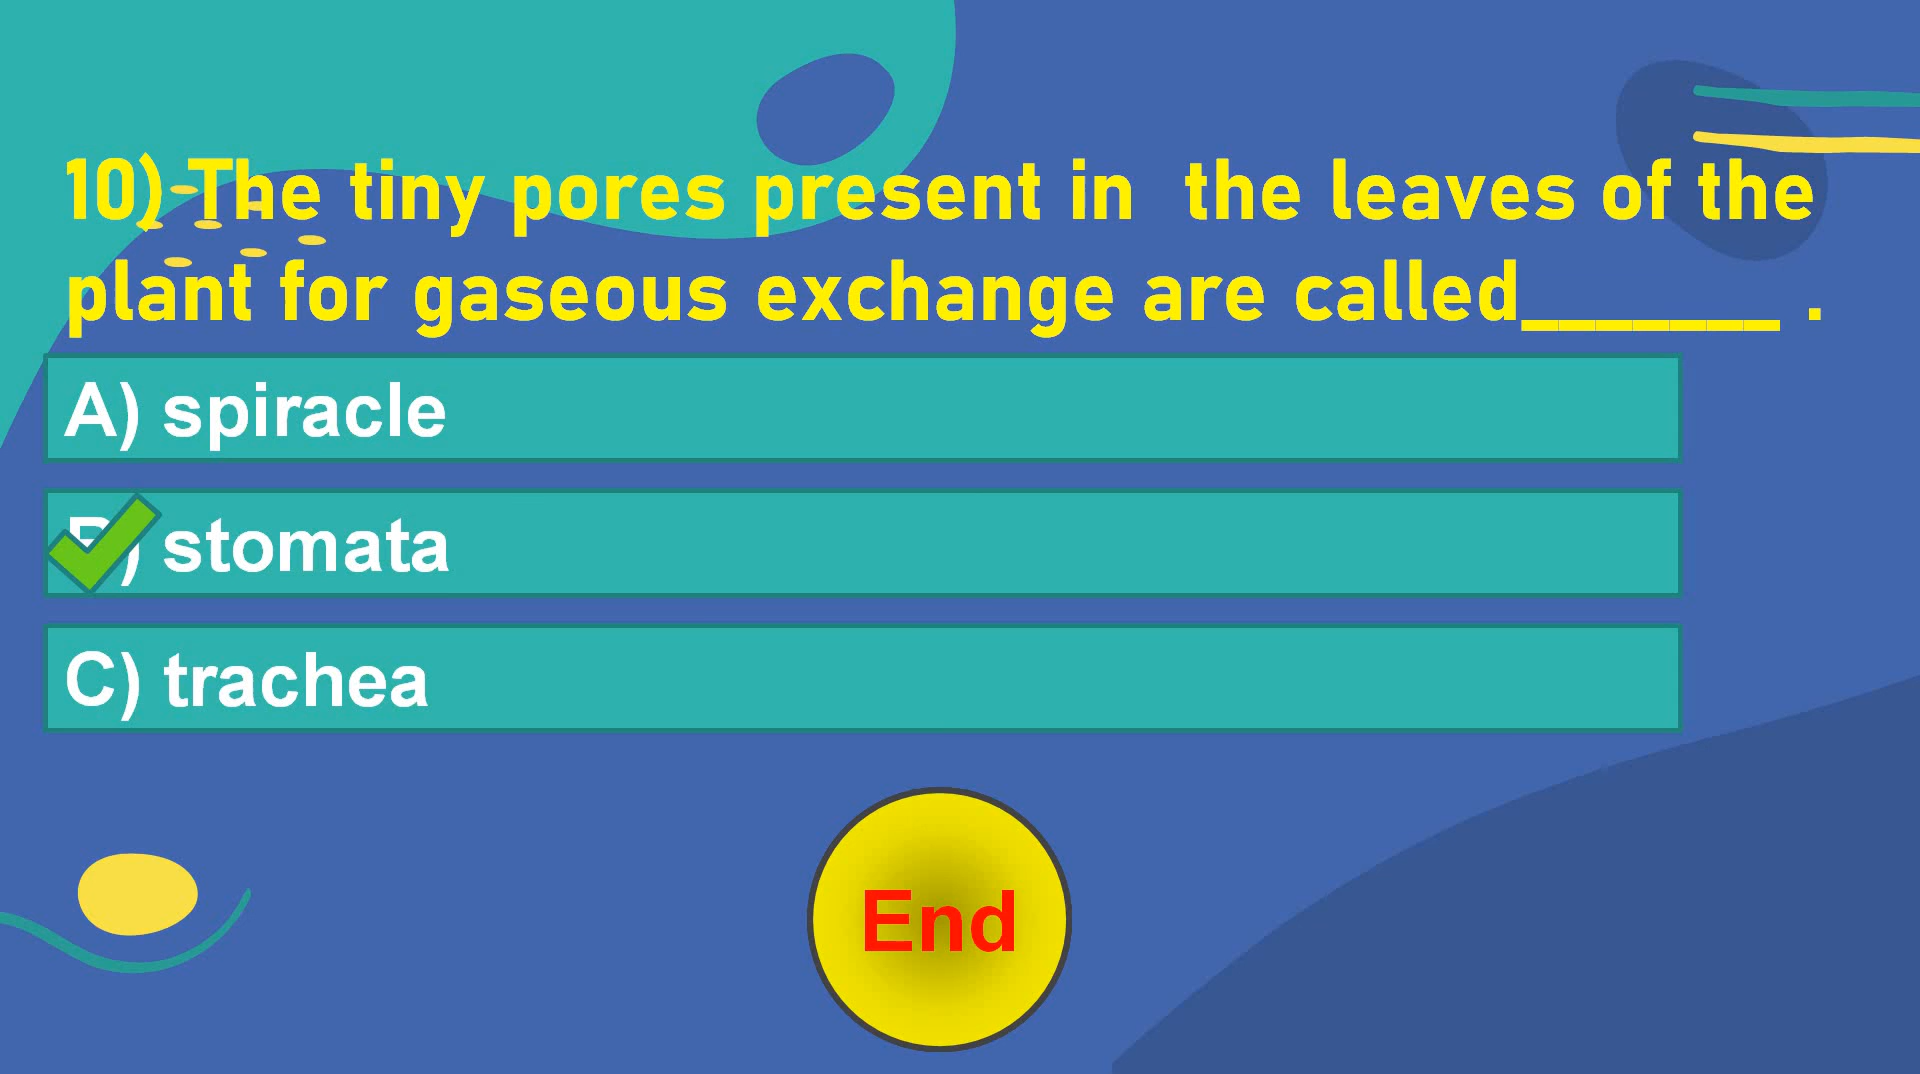 10) The tiny pores present in the leaves of the
plant for gaseous exchange are called_______ .
A) spiracle
B) stomata
C) trachea
End